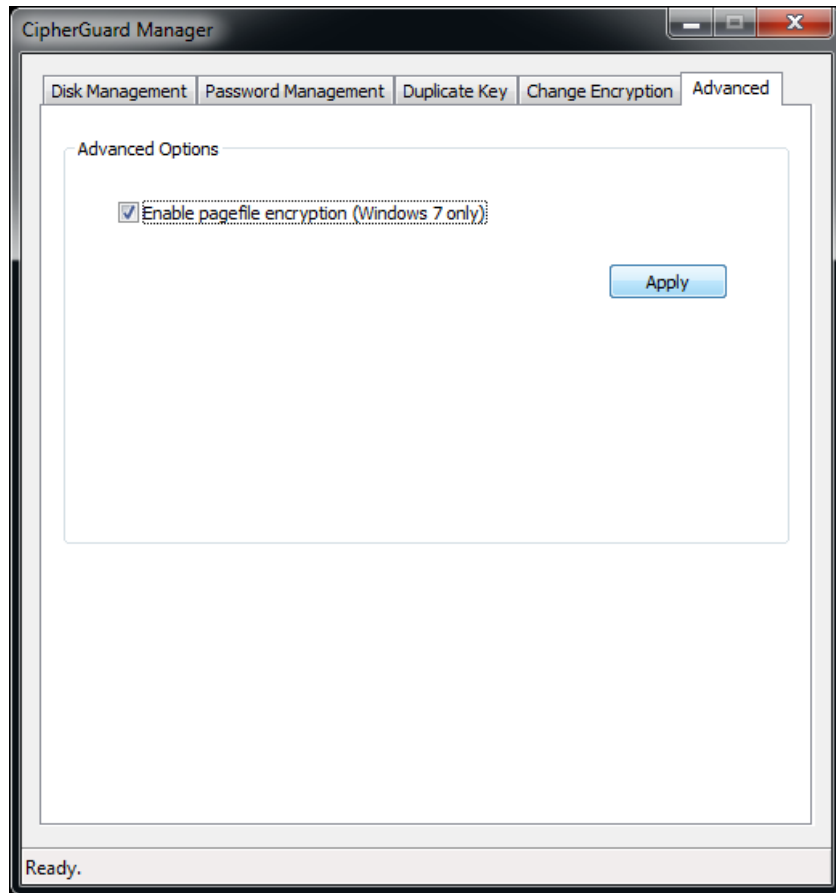 CipherGuard Manager
Disk Management Password Management Duplicate Key Change Encryption Advanced
Advanced Options
Enable pagefile encryption (Windows 7 only)
Apply
Ready.